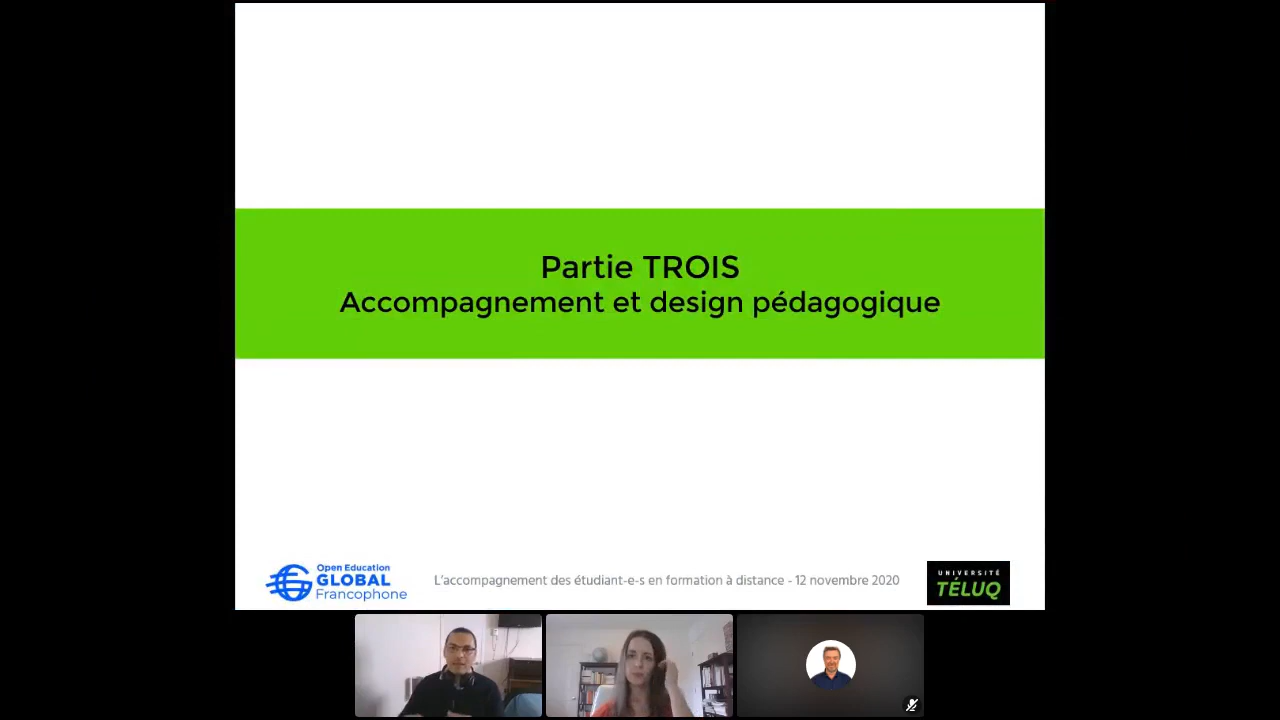 Partie TROIS
Accompagnement et design pédagogique
Open Education
GLOBAL
Francophone
L'accompagnement des étudiant-e-s en formation à distance - 12 novembre 2020
UNIVERSITÉ
TÉLUQ